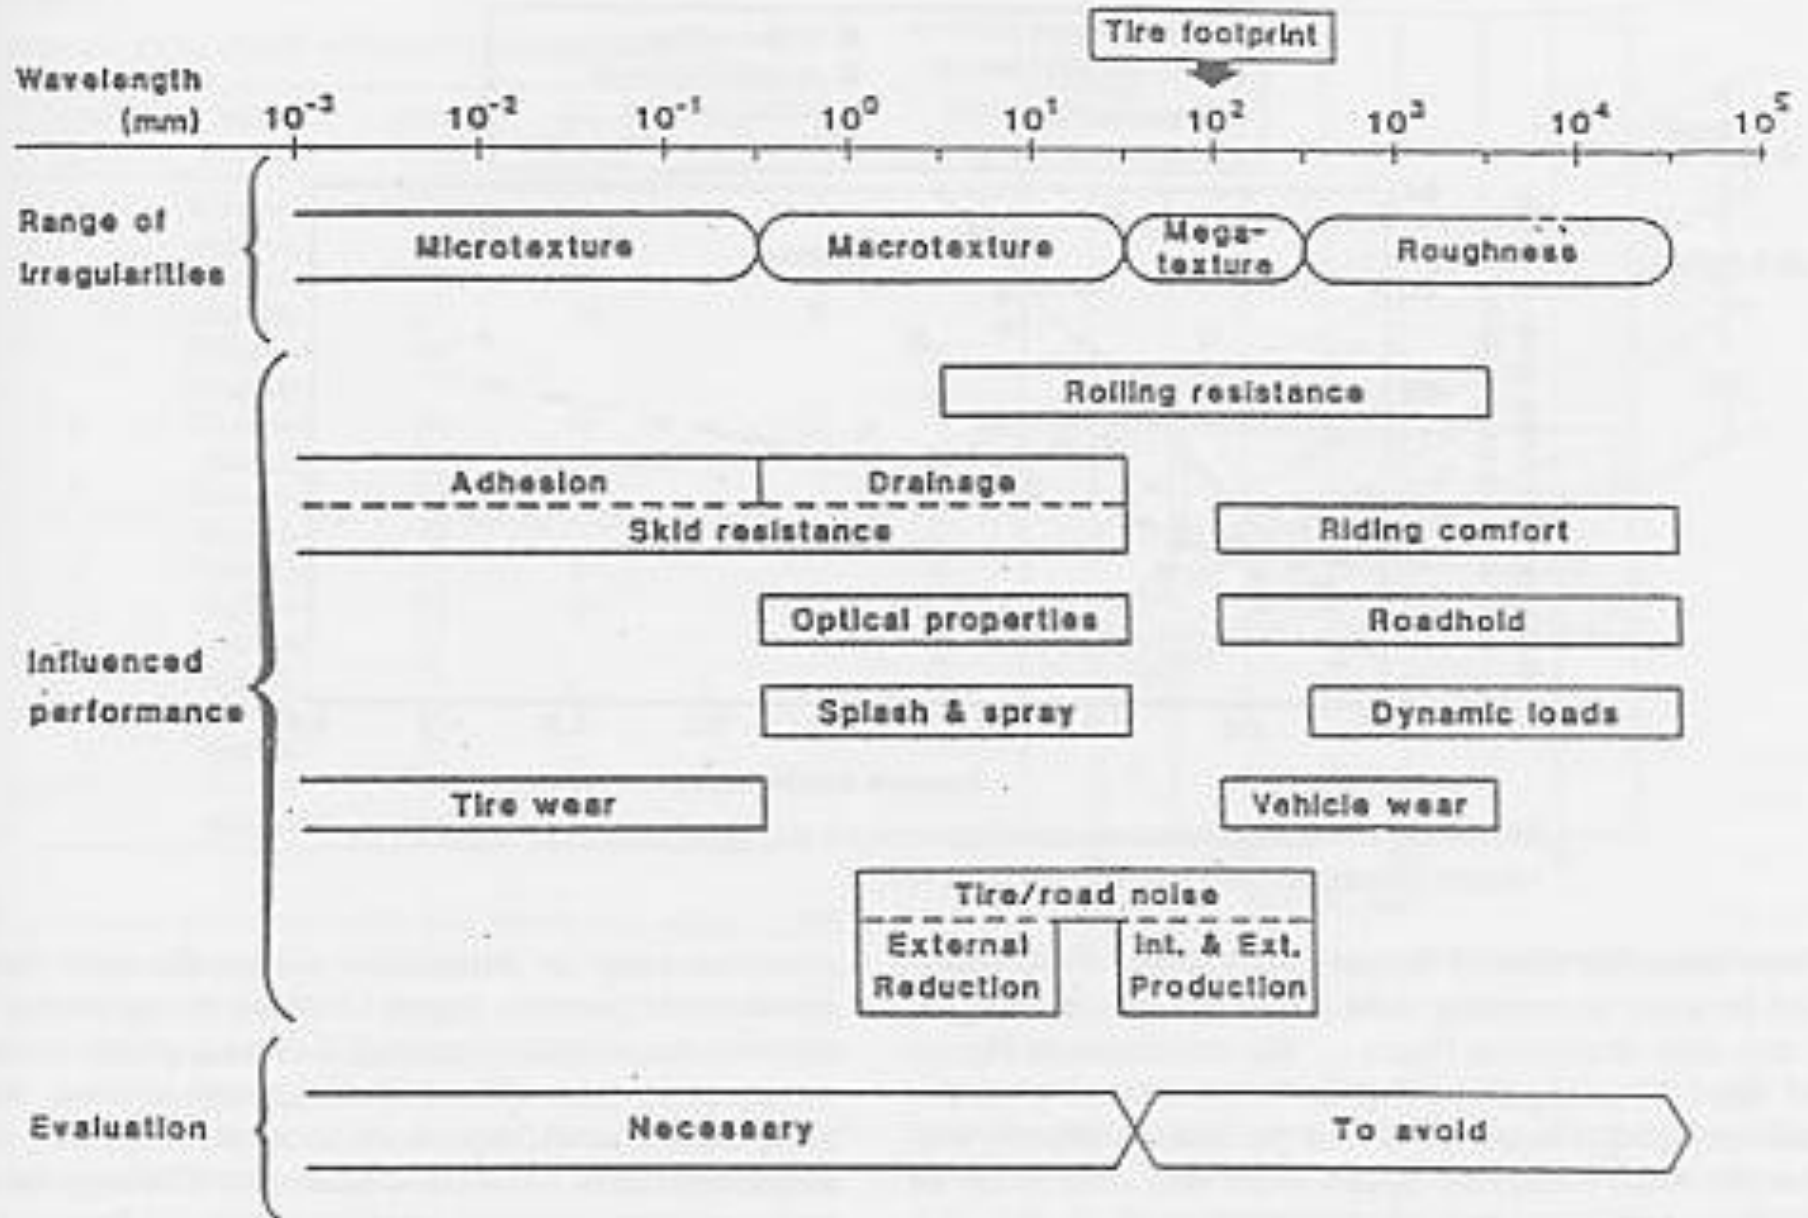 Tire footprint
Wavelength
(mm)
10⁻³ 10⁻² 10⁻¹ 10⁰ 10¹ 10² 10³ 10⁴ 10⁵
Range of
Irregularities
Microtexture
Macrotexture
Mega-
texture
Roughness
Rolling resistance
Adhesion
Drainage
Skid resistance
Riding comfort
Optical properties
Roadhold
Influenced
performance
Splash & spray
Dynamic loads
Tire wear
Vehicle wear
Tire/road noise
External
Reduction
Int. & Ext.
Production
Evaluation
Necessary
To avoid